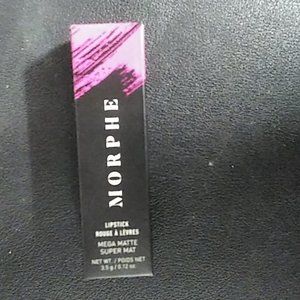 MORPHE
LIPSTICK
ROUGE À LÈVRES
MEGA MATTE
SUPER MAT
NET WT. / POIDS NET
3.5 g / 0.12 oz.